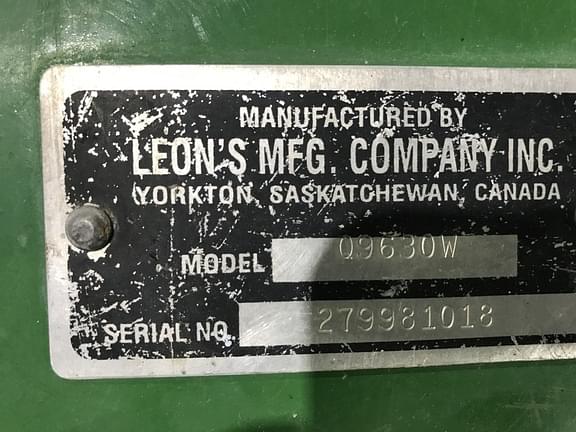 MANUFACTURED BY
LEON'S MFG. COMPANY INC.
YORKTON, SASKATCHEWAN, CANADA
MODEL Q9630W
SERIAL NO 279981018